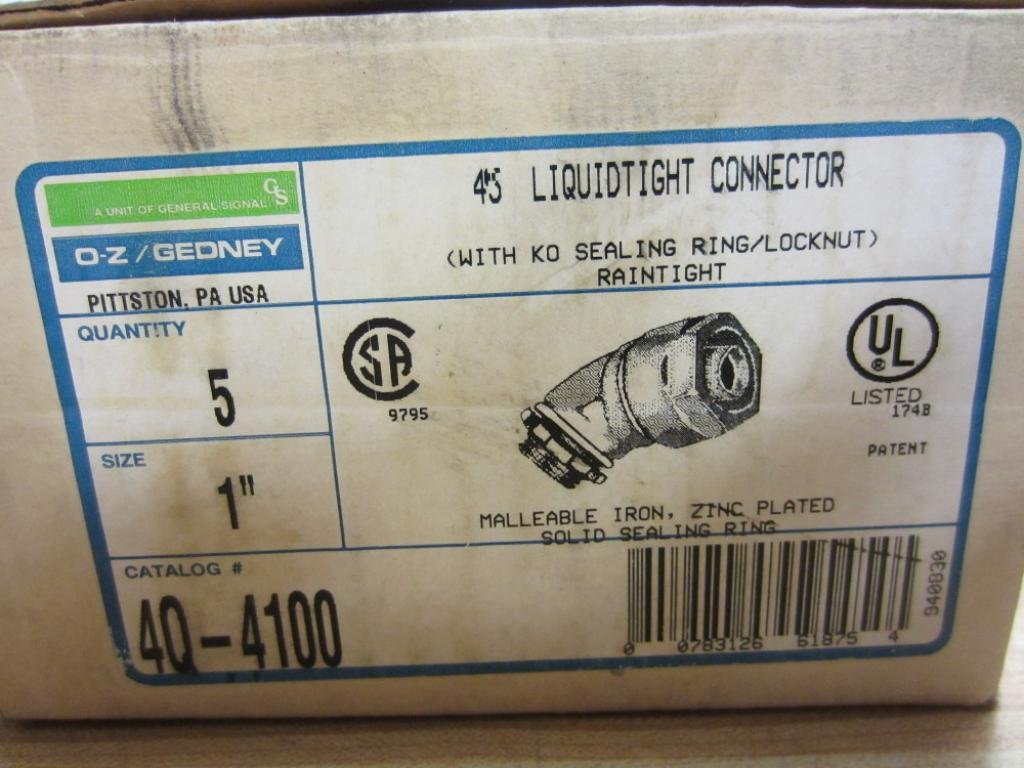 GS
A UNIT OF GENERAL SIGNAL
O-Z/GEDNEY
PITTSTON, PA USA
45° LIQUIDTIGHT CONNECTOR
(WITH KO SEALING RING/LOCKNUT)
RAINTIGHT
QUANTITY
5
SIZE
1"
SA
9795
UL
®
LISTED
174B
PATENT
MALLEABLE IRON, ZINC PLATED
SOLID SEALING RING
CATALOG #
4Q-4100
0 0783126 61875 4
940830